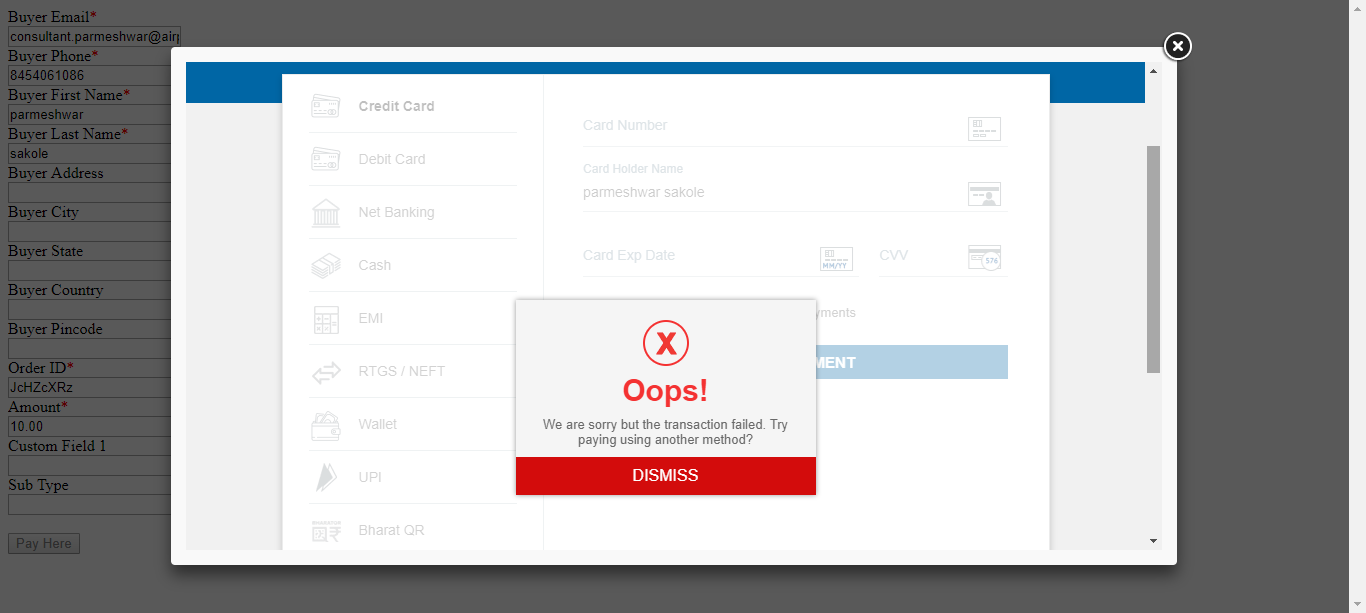 Buyer Email*
consultant.parmeshwar@air
Buyer Phone*
8454061086
Buyer First Name*
parmeshwar
Buyer Last Name*
sakole
Buyer Address
Buyer City
Buyer State
Buyer Country
Buyer Pincode
Order ID*
JcHZcXRz
Amount*
10.00
Custom Field 1
Sub Type
Pay Here
Credit Card
Debit Card
Net Banking
Cash
EMI
RTGS / NEFT
Wallet
UPI
Bharat QR
Card Number
Card Holder Name
parmeshwar sakole
Card Exp Date
MM/YY
CVV
576
yments
MENT
X
Oops!
We are sorry but the transaction failed. Try
paying using another method?
DISMISS